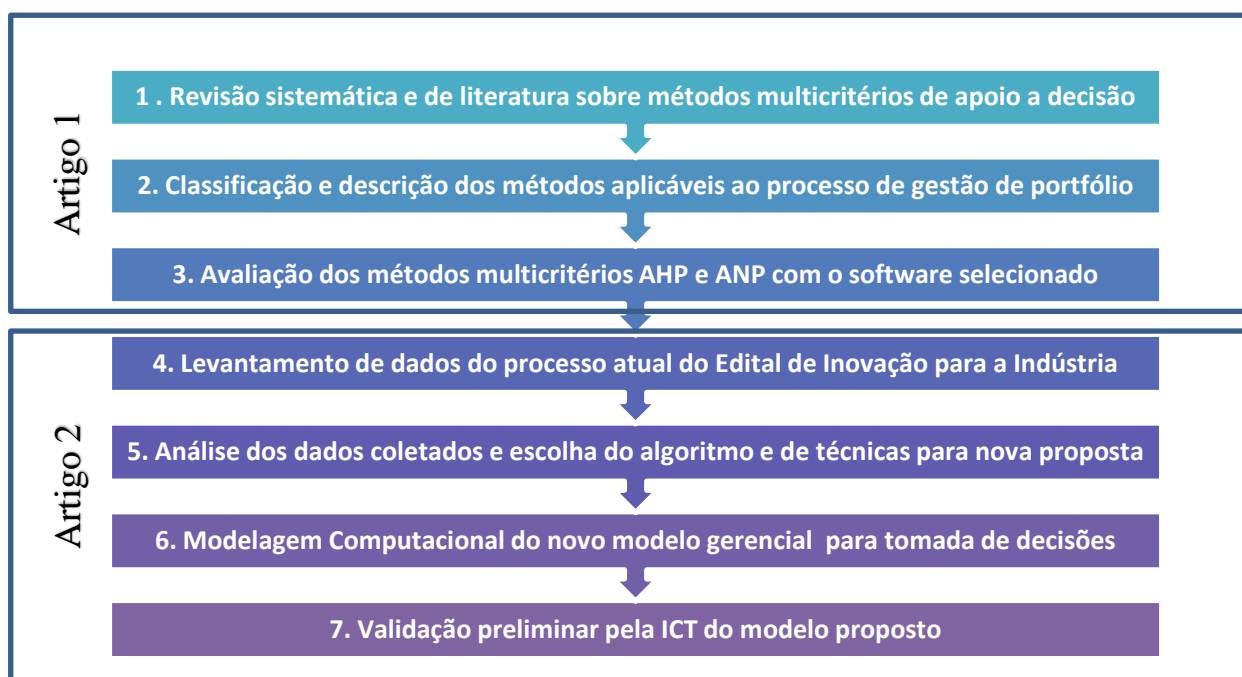 Artigo 1
1 . Revisão sistemática e de literatura sobre métodos multicritérios de apoio a decisão
2. Classificação e descrição dos métodos aplicáveis ao processo de gestão de portfólio
3. Avaliação dos métodos multicritérios AHP e ANP com o software selecionado
Artigo 2
4. Levantamento de dados do processo atual do Edital de Inovação para a Indústria
5. Análise dos dados coletados e escolha do algoritmo e de técnicas para nova proposta
6. Modelagem Computacional do novo modelo gerencial para tomada de decisões
7. Validação preliminar pela ICT do modelo proposto